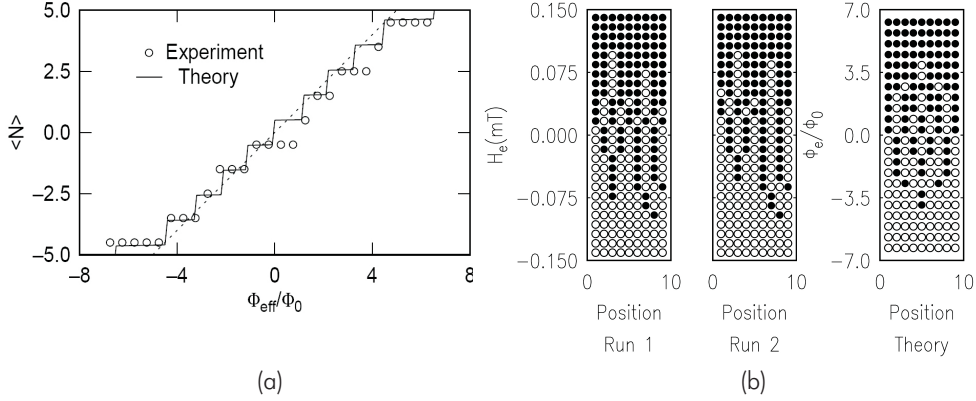 5.0
2.5
0.0
−2.5
−5.0
<N>
Experiment
Theory
−8
−4
0
4
8
Φeff/Φ0
(a)
0.150
0.075
0.000
−0.075
−0.150
He(mT)
0
10
Position
Run 1
0
10
Position
Run 2
7.0
3.5
0.0
−3.5
−7.0
ϕe/ϕ0
0
10
Position
Theory
(b)